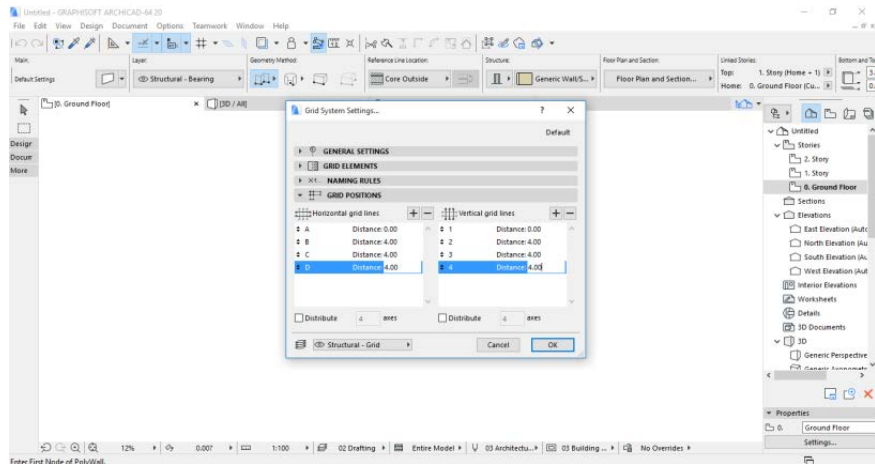 Untitled - GRAPHISOFT ARCHICAD-64 20
File Edit View Design Document Options Teamwork Window Help
Main:
Layer:
Geometry Method:
Reference Line Location:
Structure:
Floor Plan and Section:
Linked Stories:
Bottom and To
Default Settings
Structural - Bearing
Core Outside
Generic Wall/S...
Floor Plan and Section...
Top: 1. Story (Home + 1)
Home: 0. Ground Floor (Cu...
[0. Ground Floor]
[3D / All]
Design
Docum
More
Grid System Settings...
? X
Default
GENERAL SETTINGS
GRID ELEMENTS
NAMING RULES
GRID POSITIONS
Horizontal grid lines + −
Vertical grid lines + −
A Distance: 0.00
1 Distance: 0.00
B Distance: 4.00
2 Distance: 4.00
C Distance: 4.00
3 Distance: 4.00
D Distance: 4.00
4 Distance: 4.00
Distribute 4 axes
Distribute 4 axes
Structural - Grid
Cancel
OK
Untitled
Stories
2. Story
1. Story
0. Ground Floor
Sections
Elevations
East Elevation (Auto
North Elevation (Au
South Elevation (Au
West Elevation (Aut
Interior Elevations
Worksheets
Details
3D Documents
3D
Generic Perspective
Generic Axonometr
Properties
0. Ground Floor
Settings...
12%
0.00°
1:100
02 Drafting
Entire Model
03 Architectu...
03 Building ...
No Overrides
Enter First Node of PolyWall.